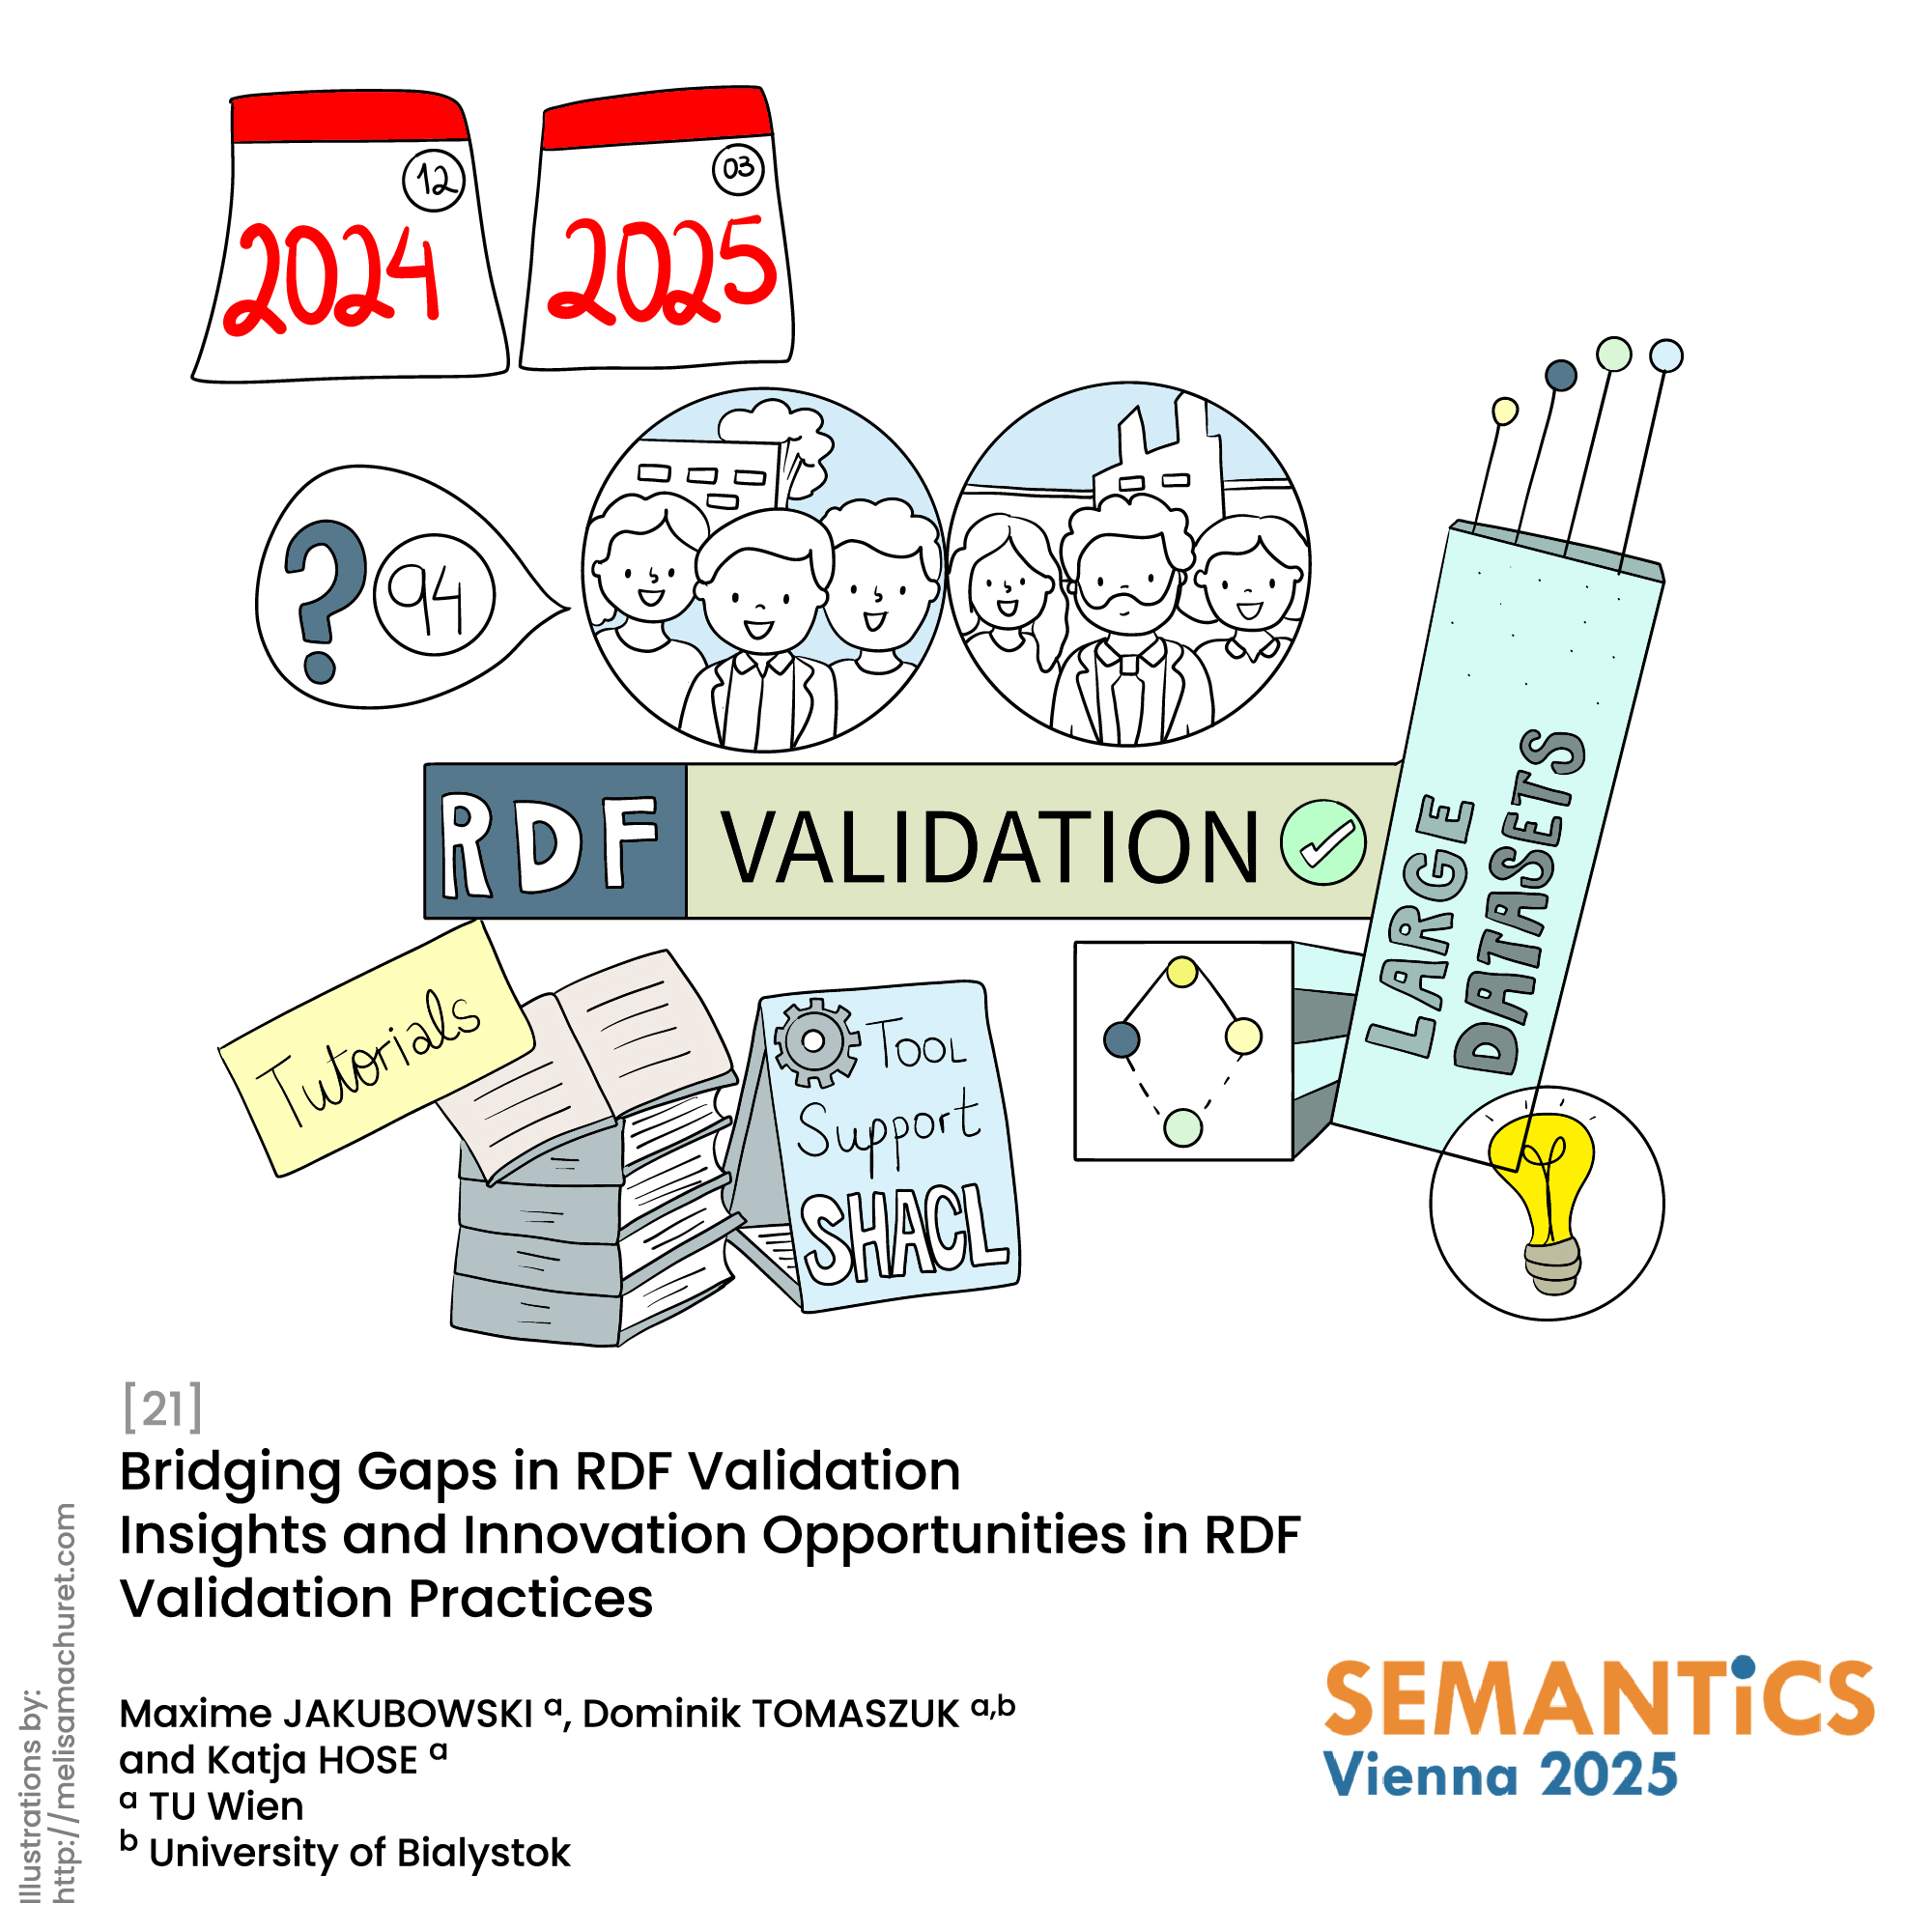 12
2024
03
2025
? 94
RDF VALIDATION
LARGE
DATASETS
Tutorials
TOOL
Support
SHACL
[21]
Bridging Gaps in RDF Validation
Insights and Innovation Opportunities in RDF
Validation Practices
Maxime JAKUBOWSKI a, Dominik TOMASZUK a,b
and Katja HOSE a
a TU Wien
b University of Bialystok
SEMANTiCS
Vienna 2025
Illustrations by:
http://melisamachuret.com